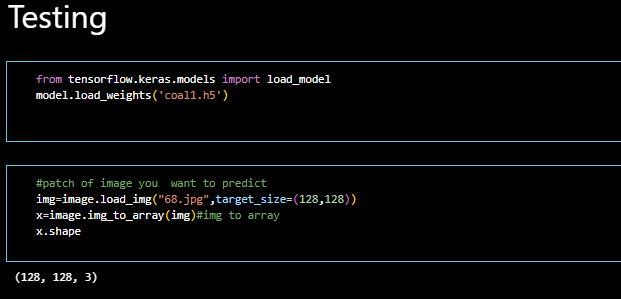 Testing
from tensorflow.keras.models import load_model
model.load_weights('coal1.h5')
#patch of image you  want to predict
img=image.load_img("68.jpg",target_size=(128,128))
x=image.img_to_array(img)#img to array
x.shape
(128, 128, 3)